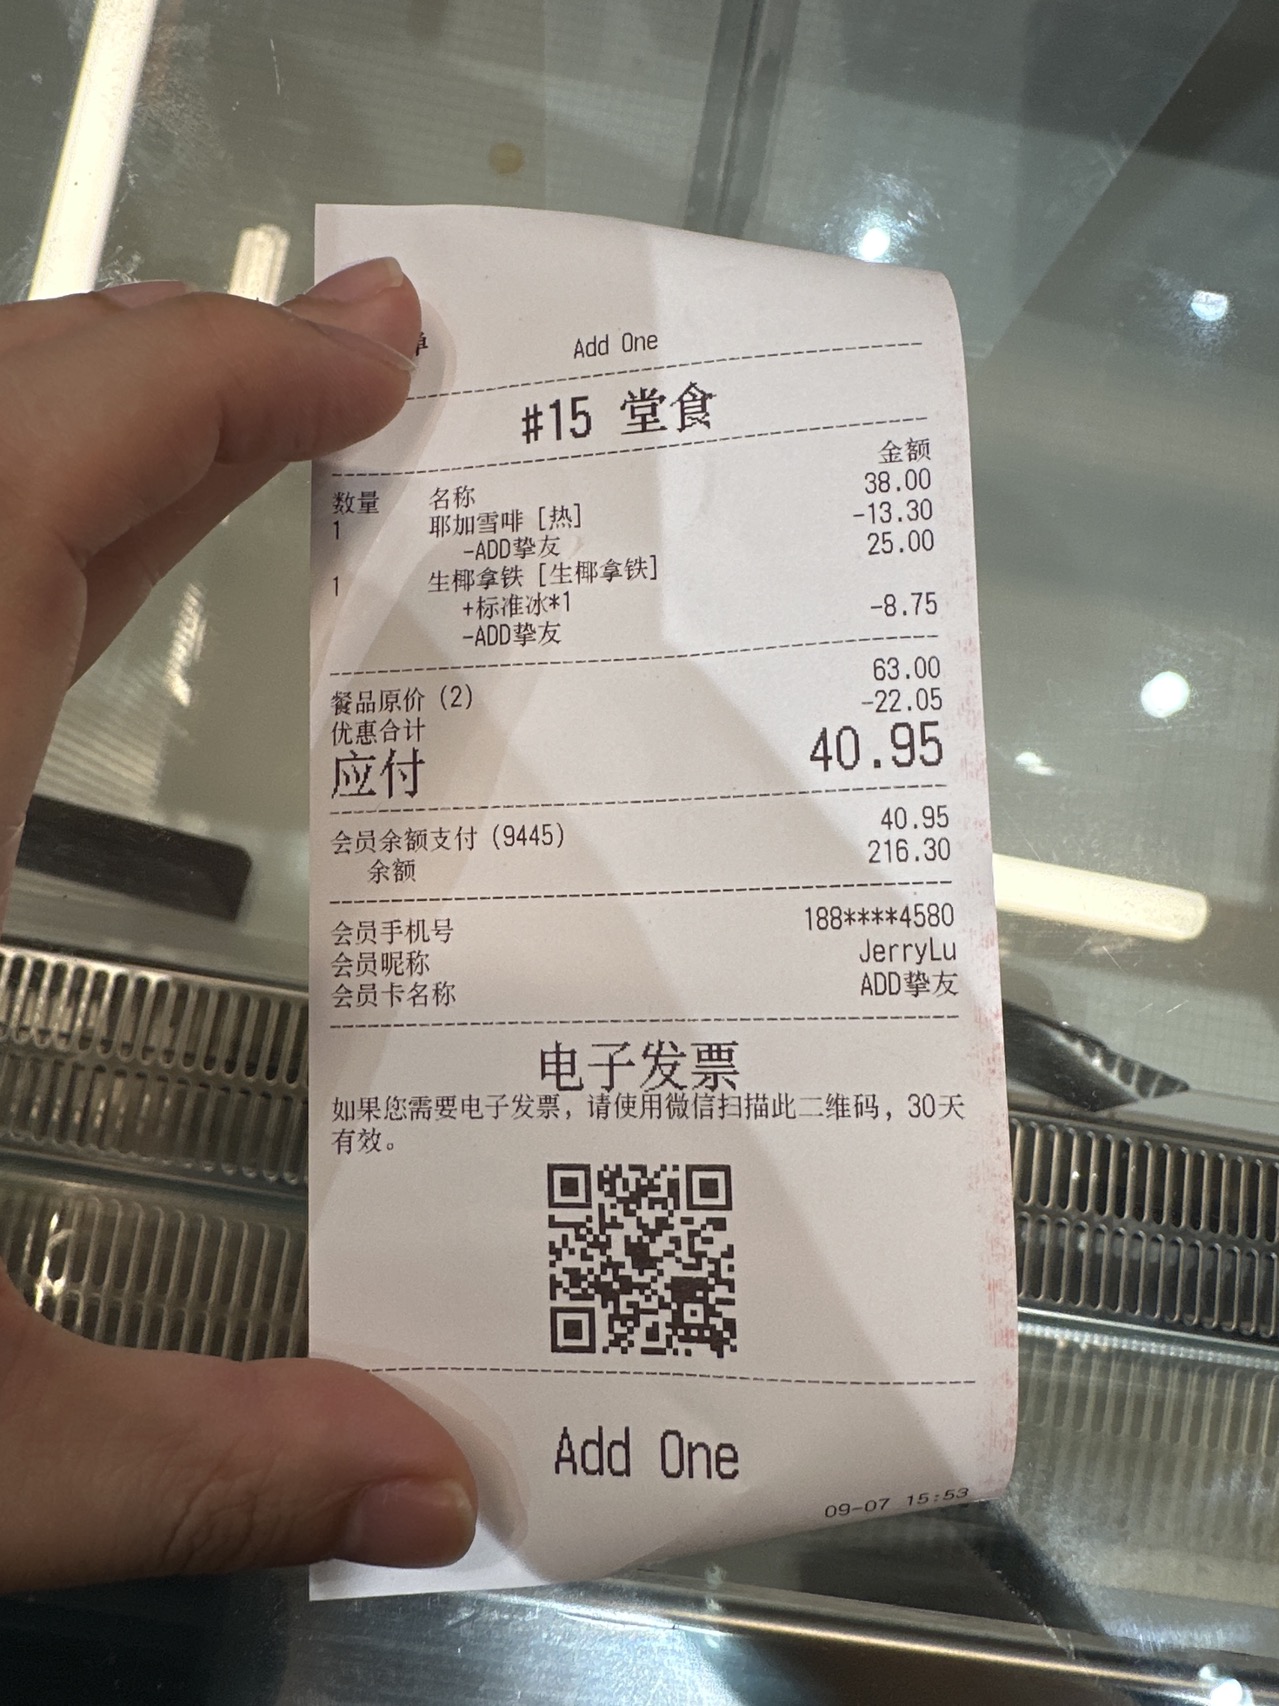 单
Add One
#15 堂食
数量 名称 金额
1 耶加雪啡 [热] 38.00
-ADD挚友 -13.30
1 生椰拿铁 [生椰拿铁] 25.00
+标准冰*1
-ADD挚友 -8.75
餐品原价 (2) 63.00
优惠合计 -22.05
应付 40.95
会员余额支付 (9445) 40.95
余额 216.30
会员手机号 188****4580
会员昵称 JerryLu
会员卡名称 ADD挚友
电子发票
如果您需要电子发票，请使用微信扫描此二维码，30天
有效。
Add One
09-07 15:53